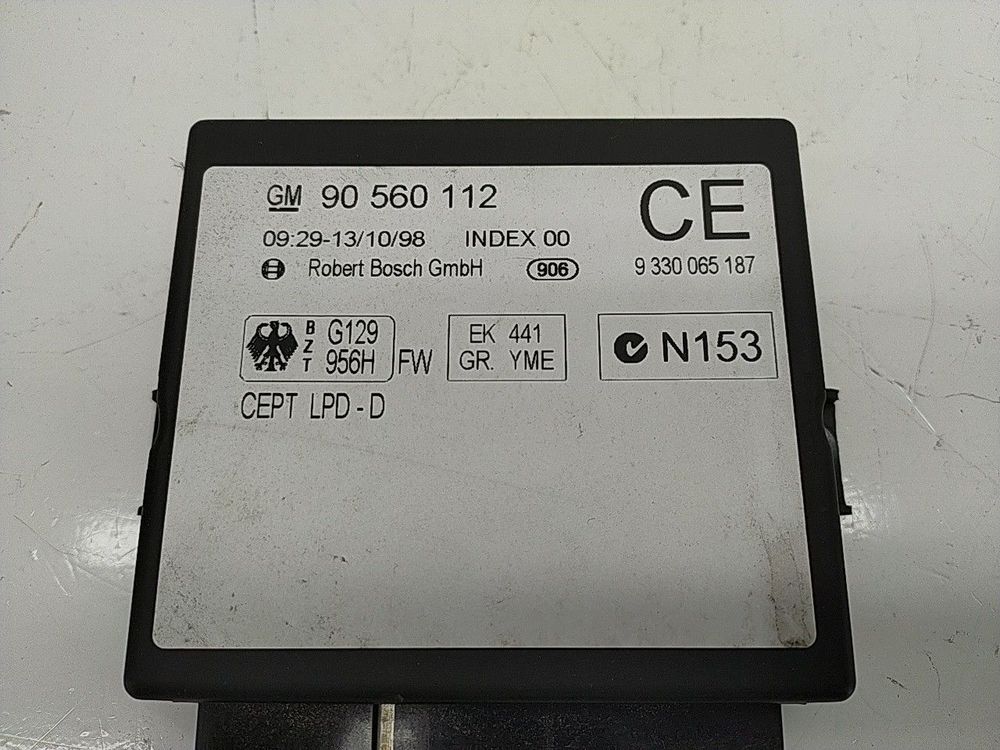 GM 90 560 112
CE
09:29-13/10/98 INDEX 00
Robert Bosch GmbH 906 9 330 065 187
BZT G129
956H FW
EK 441
GR. YME
N153
CEPT LPD - D